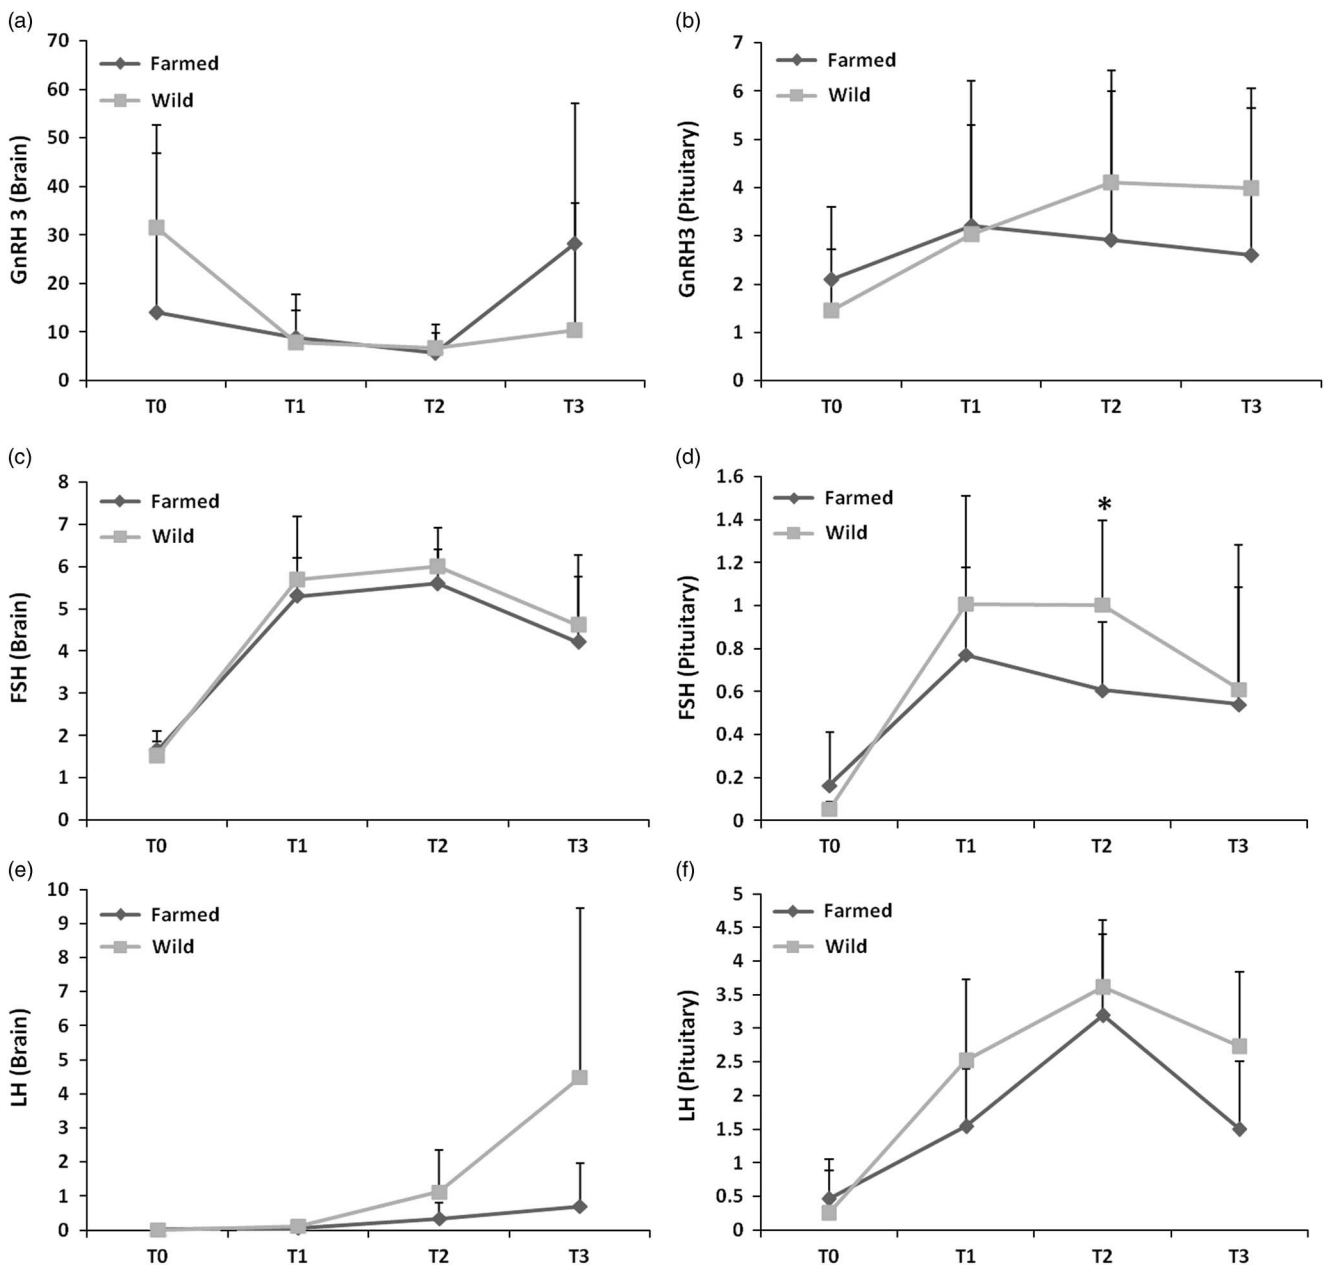 (a)
70
60
50
40
30
20
10
0
GnRH 3 (Brain)
Farmed
Wild
T0 T1 T2 T3
(b)
7
6
5
4
3
2
1
0
GnRH3 (Pituitary)
Farmed
Wild
T0 T1 T2 T3
(c)
8
7
6
5
4
3
2
1
0
FSH (Brain)
Farmed
Wild
T0 T1 T2 T3
(d)
1.6
1.4
1.2
1
0.8
0.6
0.4
0.2
0
FSH (Pituitary)
Farmed
Wild
*
T0 T1 T2 T3
(e)
10
9
8
7
6
5
4
3
2
1
0
LH (Brain)
Farmed
Wild
T0 T1 T2 T3
(f)
5
4.5
4
3.5
3
2.5
2
1.5
1
0.5
0
LH (Pituitary)
Farmed
Wild
T0 T1 T2 T3